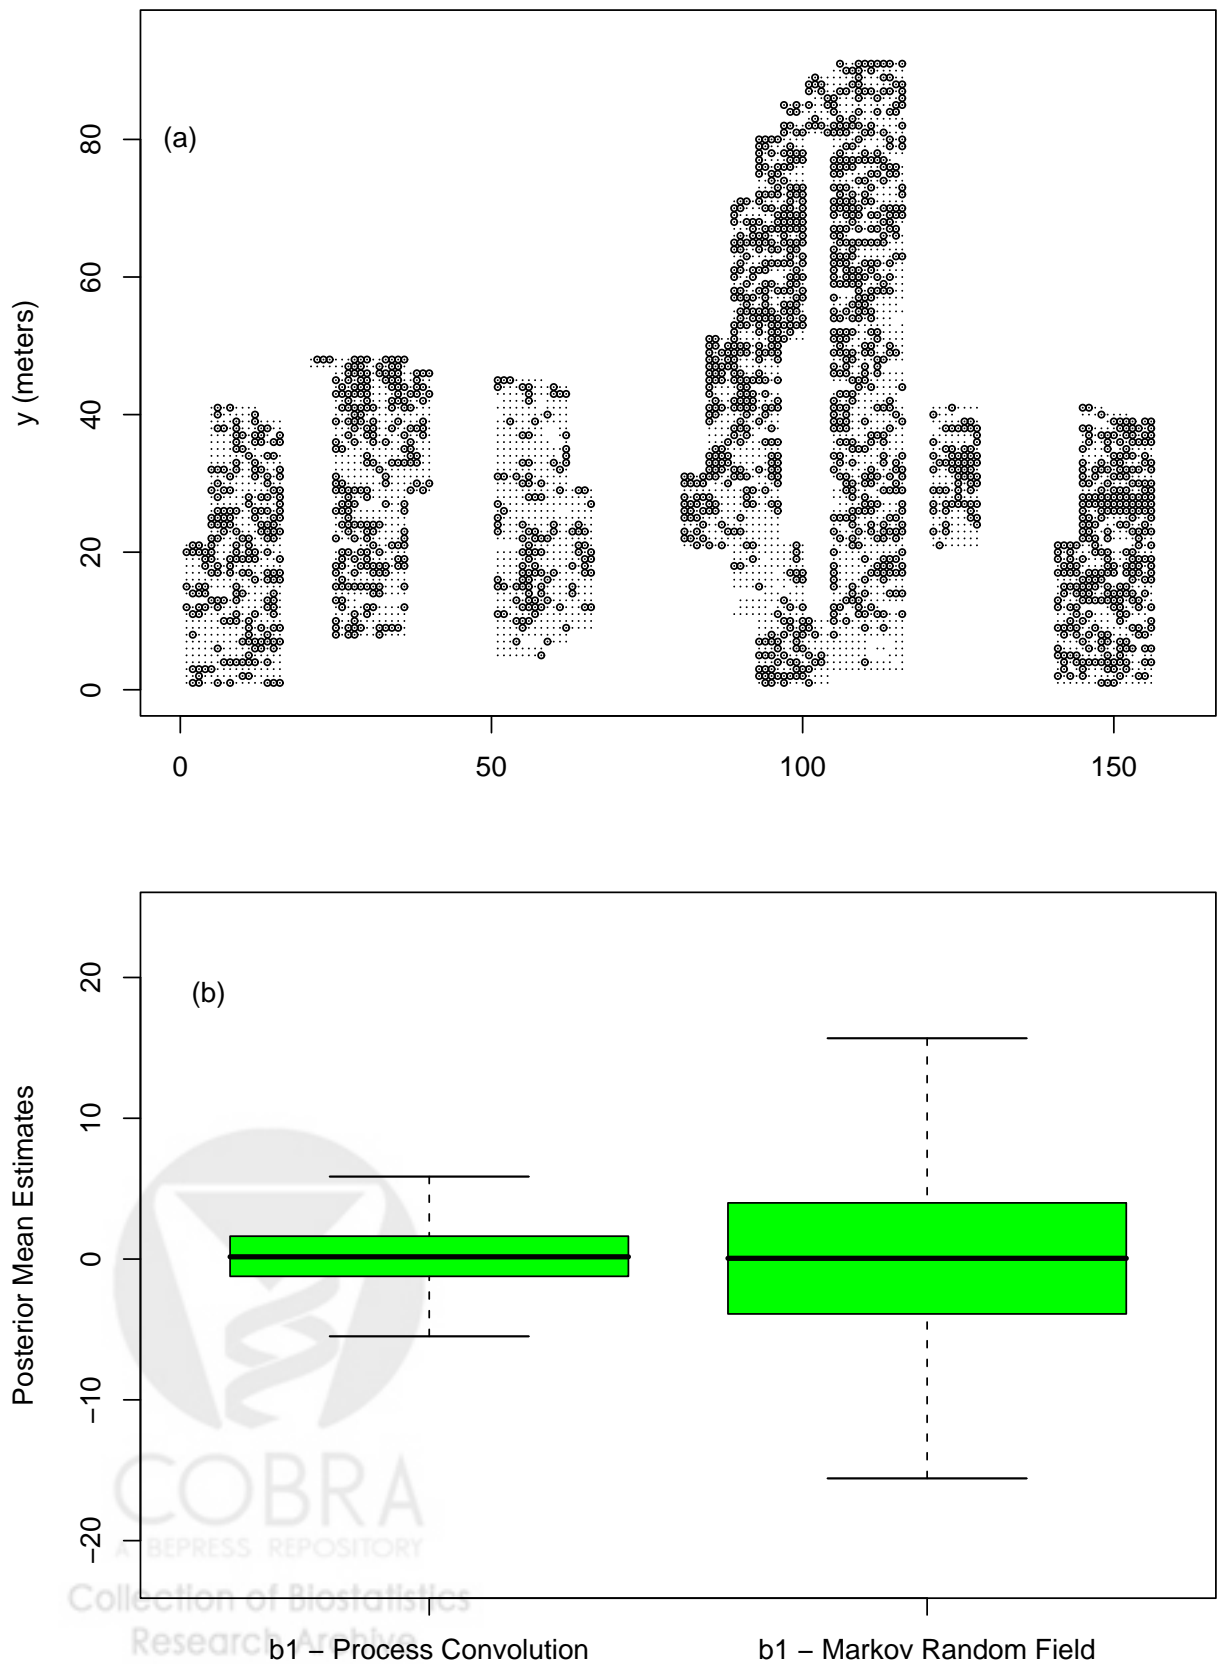 (a)
y (meters)
80
60
40
20
0
0 50 100 150
(b)
Posterior Mean Estimates
20
10
0
−10
−20
COBRA
A BEPRESS REPOSITORY
Collection of Biostatistics
Research Archive
b1 − Process Convolution b1 − Markov Random Field